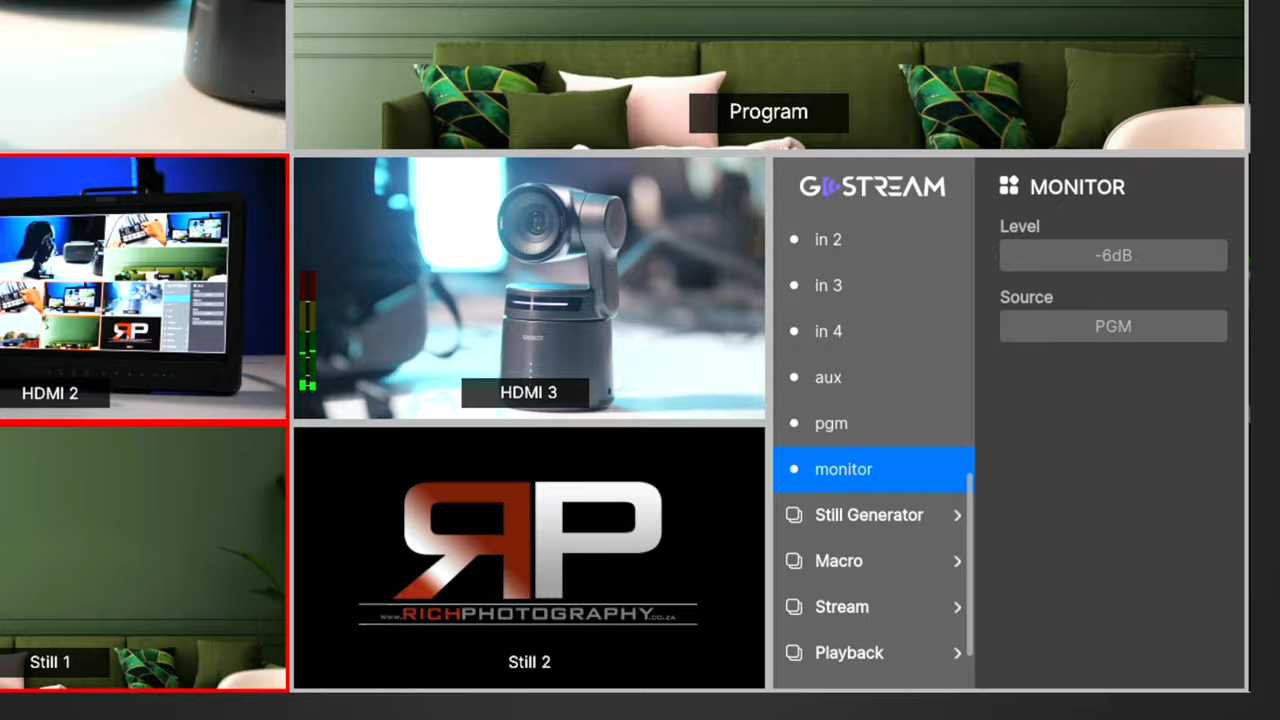 Program
HDMI 2
HDMI 3
Still 1
RP
www.RICHPHOTOGRAPHY.CO.ZA
Still 2
GOSTREAM
in 2
in 3
in 4
aux
pgm
monitor
Still Generator
Macro
Stream
Playback
MONITOR
Level
-6dB
Source
PGM